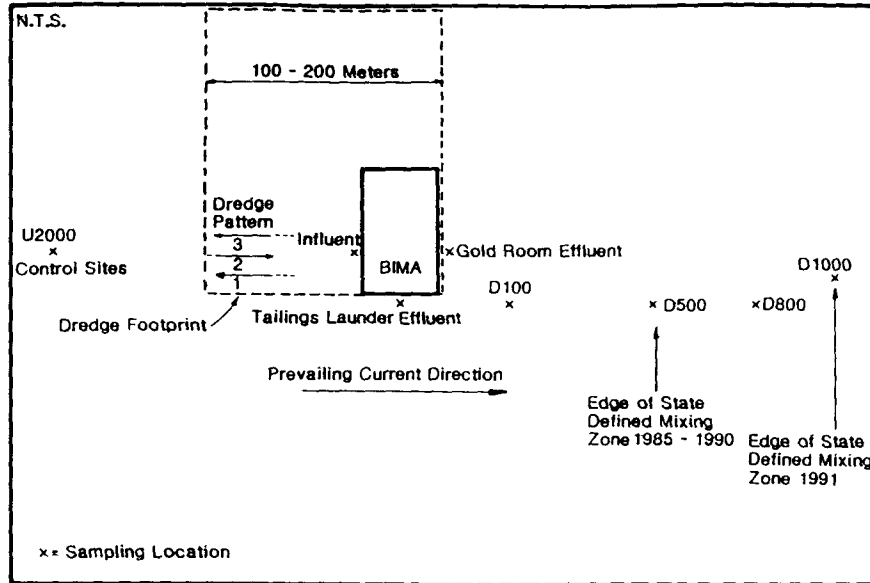 N.T.S.
100 - 200 Meters
Dredge
Pattern
3
2
1
Influent
BIMA
Gold Room Effluent
U2000
Control Sites
D1000
D100
D500
D800
Dredge Footprint
Tailings Launder Effluent
Prevailing Current Direction
Edge of State
Defined Mixing
Zone 1985 - 1990
Edge of State
Defined Mixing
Zone 1991
x = Sampling Location